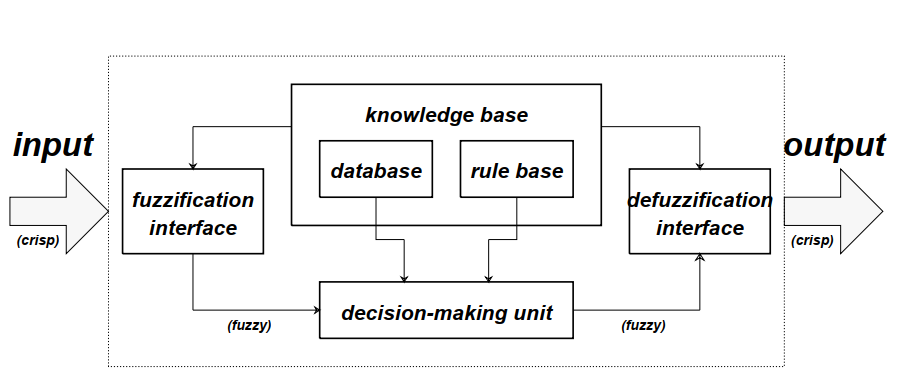 knowledge base
input
output
database
rule base
fuzzification
interface
defuzzification
interface
(crisp)
(crisp)
decision-making unit
(fuzzy)
(fuzzy)